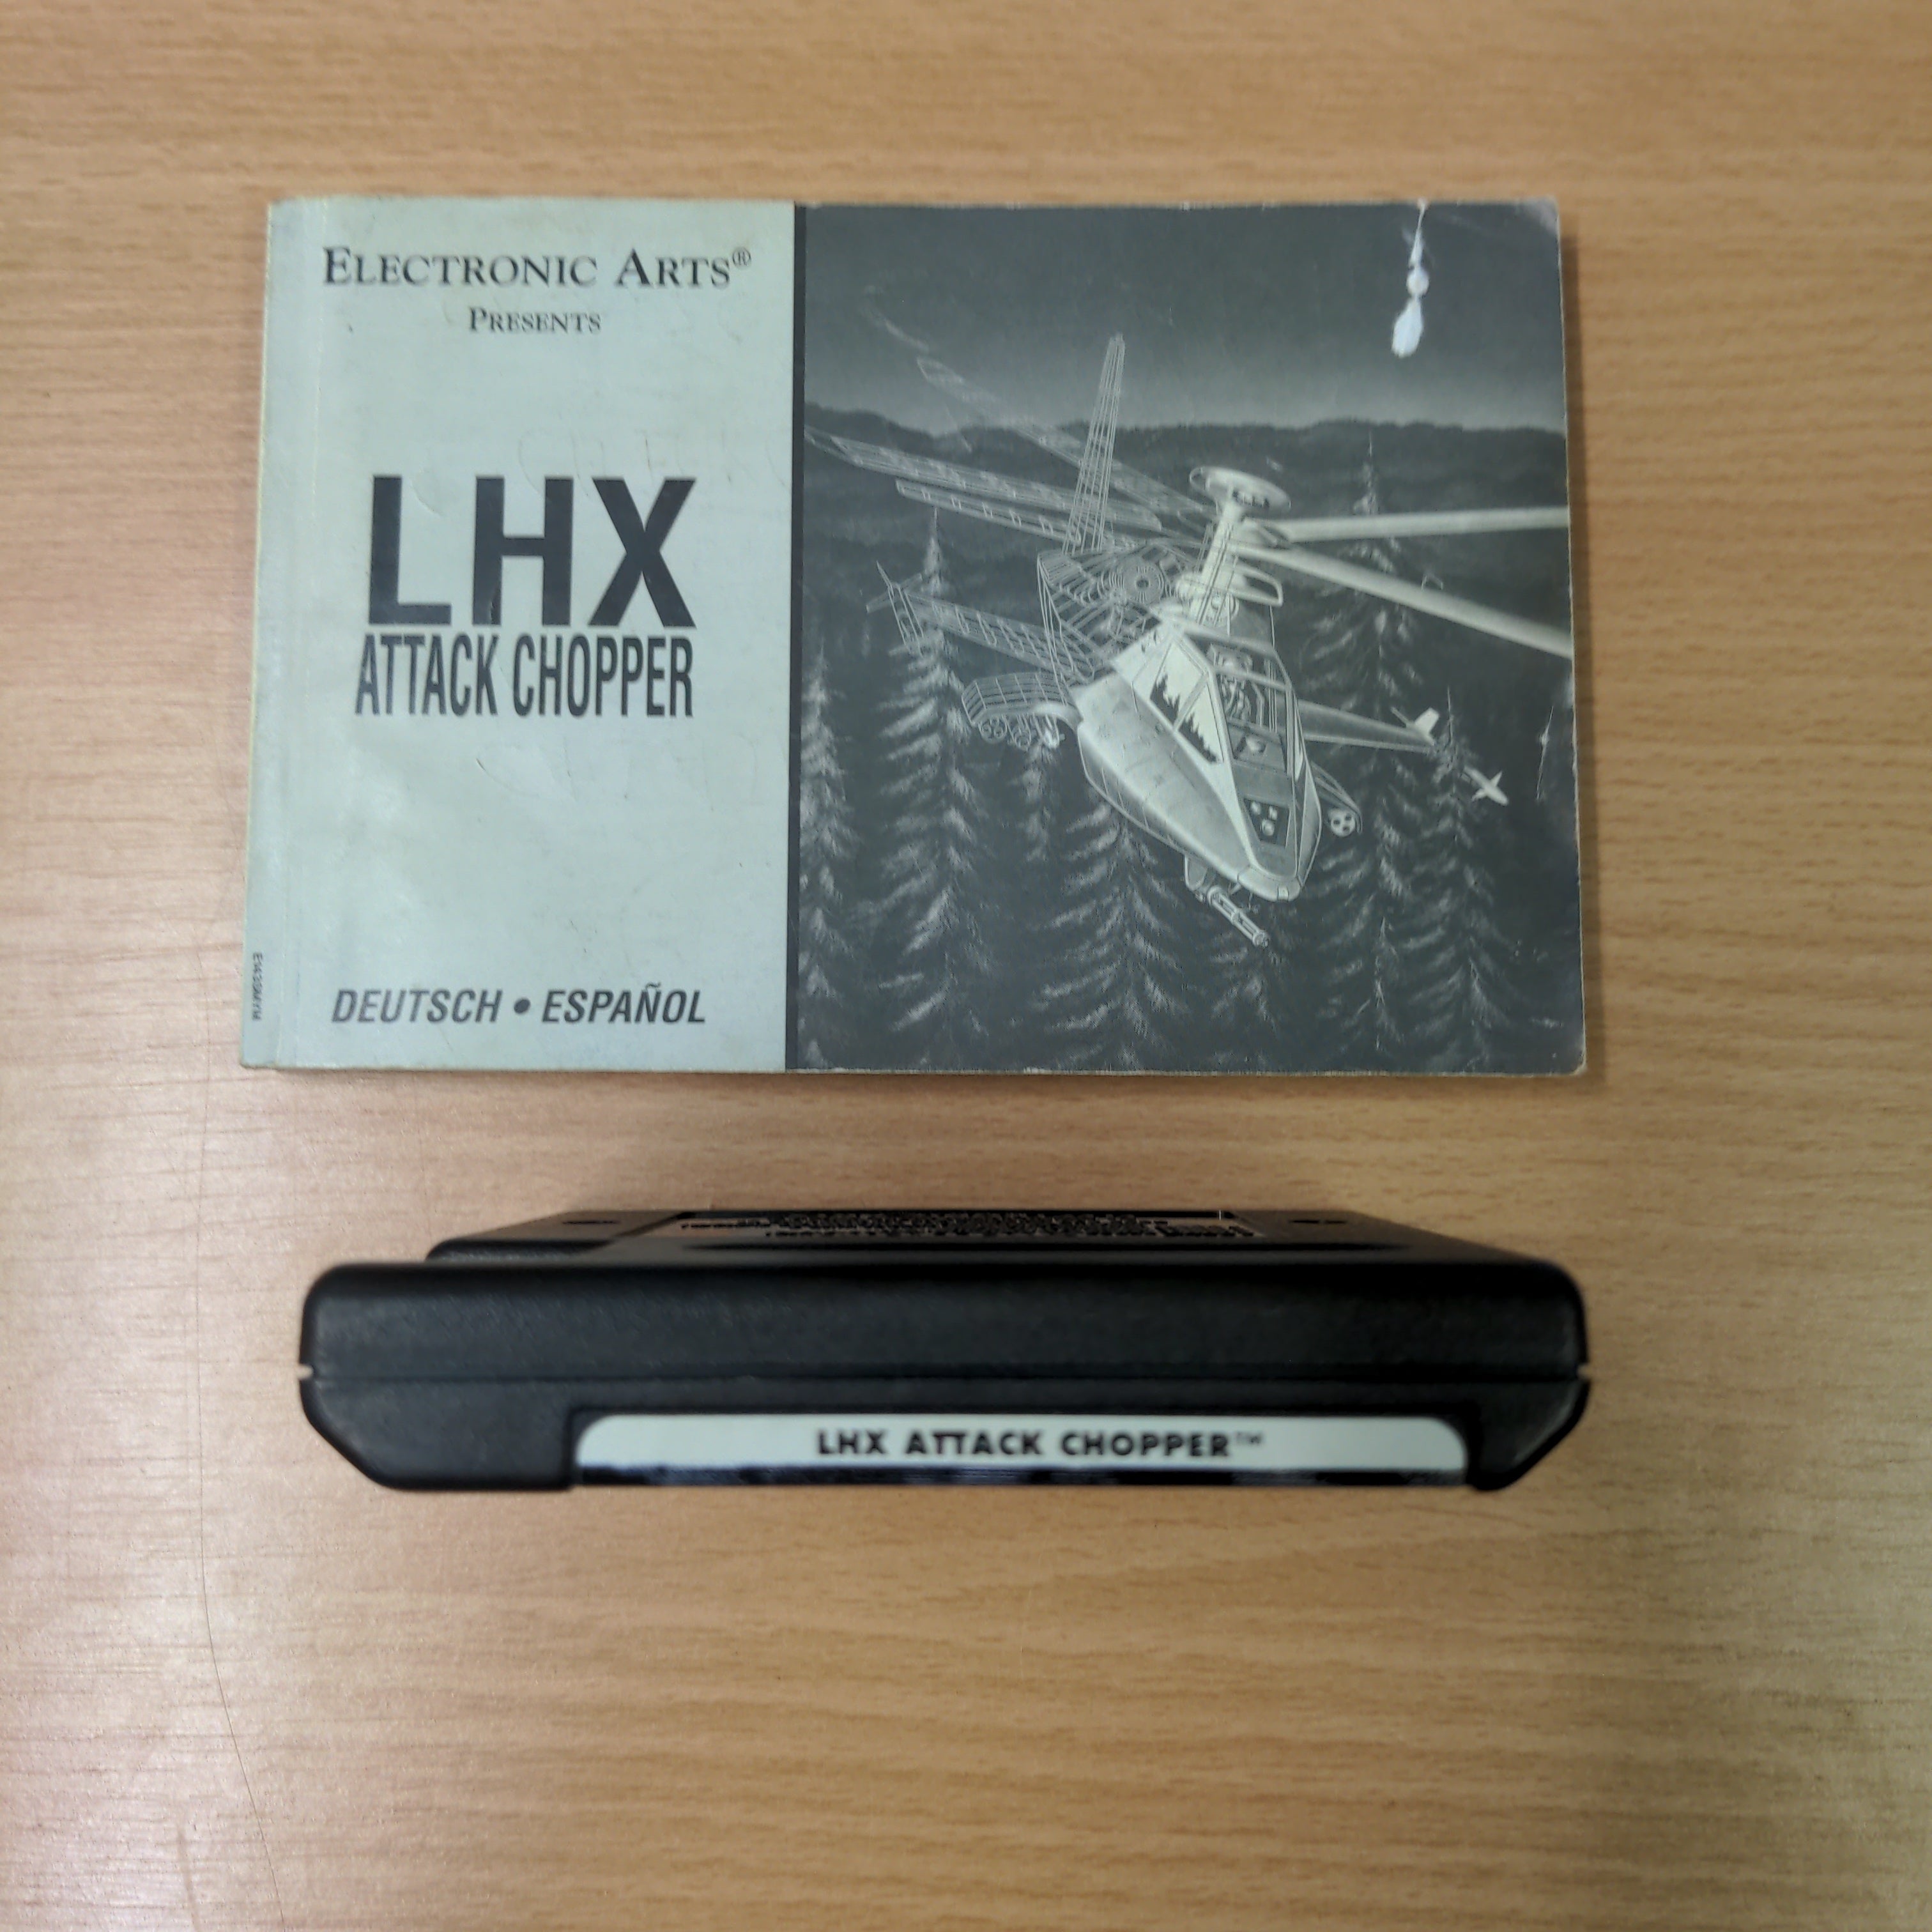 ELECTRONIC ARTS®
PRESENTS
LHX
ATTACK CHOPPER
DEUTSCH • ESPAÑOL
LHX ATTACK CHOPPER™